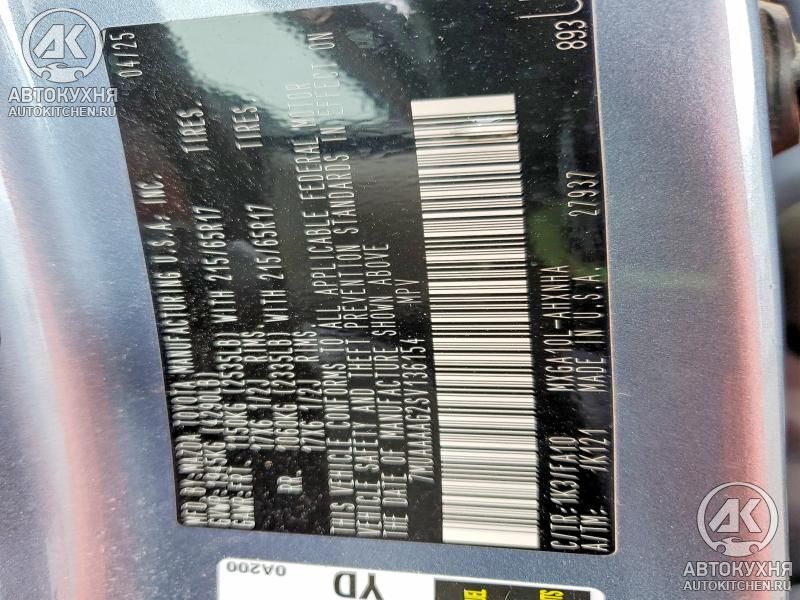 АВТОКУХНЯ
AUTOKITCHEN.RU
MFD BY: MAZDA TOYOTA MANUFACTURING U.S.A., INC. 04/25
GVWR: 1945KG (4290LB)
GAWR: FR. 1150KG (2535LB) WITH 215/65R17 TIRES
17X6 1/2J RIMS
RR. 1060KG (2335LB) WITH 215/65R17 TIRES
17X6 1/2J RIMS
THIS VEHICLE CONFORMS TO ALL APPLICABLE FEDERAL MOTOR
VEHICLE SAFETY AND THEFT PREVENTION STANDARDS IN EFFECT ON
THE DATE OF MANUFACTURE SHOWN ABOVE.
7MUAAAAG2SV136154 MPV
C/TR: 1K3/FA10 MXGA10L-AHXNHA
A/TM: -/K121 MADE IN U.S.A. 27937 893
0A200
YD
АВТОКУХНЯ
AUTOKITCHEN.RU